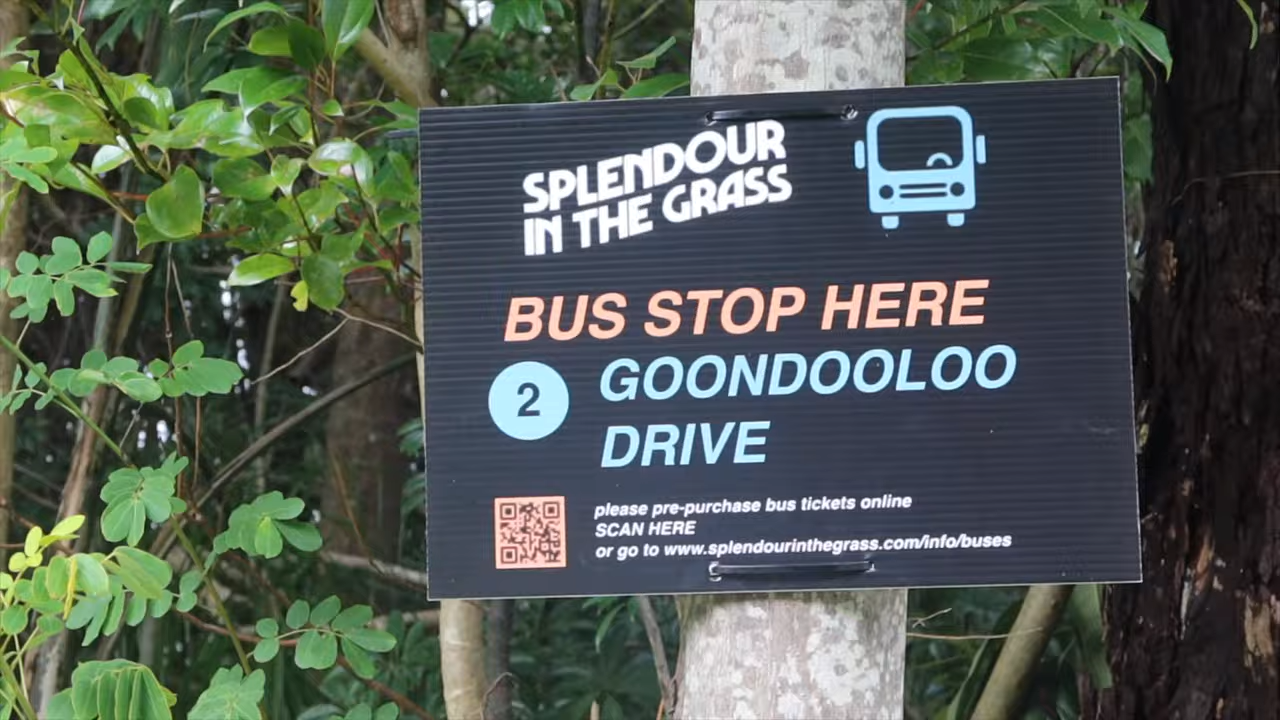 SPLENDOUR
IN THE GRASS
BUS STOP HERE
2 GOONDOOLOO
DRIVE
please pre-purchase bus tickets online
SCAN HERE
or go to www.splendourinthegrass.com/info/buses